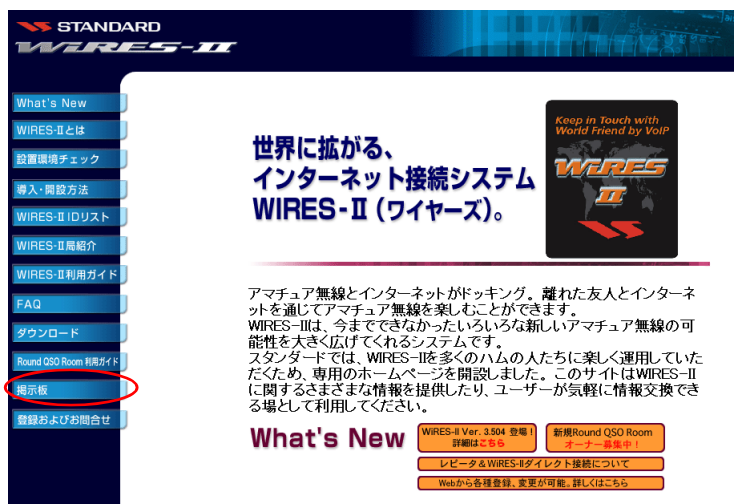 STANDARD
WiRES-II
What's New
WIRES-Ⅱとは
設置環境チェック
導入・開設方法
WIRES-Ⅱ IDリスト
WIRES-Ⅱ局紹介
WIRES-Ⅱ利用ガイド
FAQ
ダウンロード
Round QSO Room 利用ガイド
掲示板
登録およびお問合せ
世界に拡がる、
インターネット接続システム
WIRES-Ⅱ（ワイヤーズ）。
Keep in Touch with
World Friend by VoIP
WiRES
II
アマチュア無線とインターネットがドッキング。離れた友人とインターネ
ットを通じてアマチュア無線を楽しむことができます。
WIRES-IIは、今までできなかったいろいろな新しいアマチュア無線の可
能性を大きく広げてくれるシステムです。
スタンダードでは、WIRES-IIを多くのハムの人たちに楽しく運用していた
だくため、専用のホームページを開設しました。このサイトはWIRES-II
に関するさまざまな情報を提供したり、ユーザーが気軽に情報交換でき
る場として利用してください。
What's New
WiRES-II Ver. 3.504 登場！
詳細はこちら
新規Round QSO Room
オーナー募集中！
レピータ＆WiRES-IIダイレクト接続について
Webから各種登録、変更が可能。詳しくはこちら